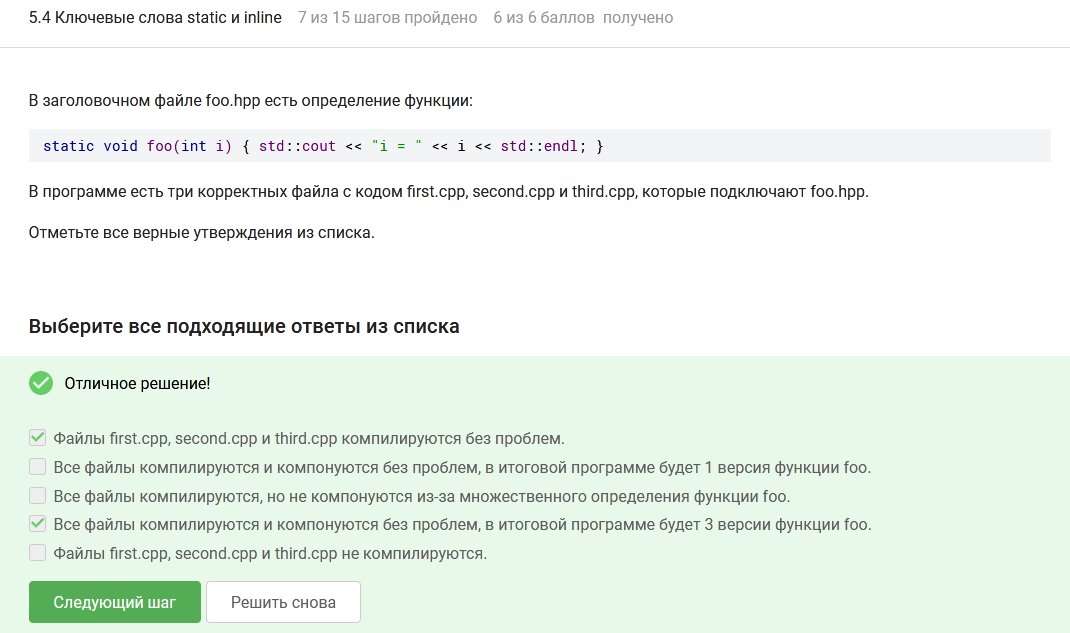 5.4 Ключевые слова static и inline 7 из 15 шагов пройдено 6 из 6 баллов получено
В заголовочном файле foo.hpp есть определение функции:
static void foo(int i) { std::cout << "i = " << i << std::endl; }
В программе есть три корректных файла с кодом first.cpp, second.cpp и third.cpp, которые подключают foo.hpp.
Отметьте все верные утверждения из списка.
Выберите все подходящие ответы из списка
Отличное решение!
Файлы first.cpp, second.cpp и third.cpp компилируются без проблем.
Все файлы компилируются и компонуются без проблем, в итоговой программе будет 1 версия функции foo.
Все файлы компилируются, но не компонуются из-за множественного определения функции foo.
Все файлы компилируются и компонуются без проблем, в итоговой программе будет 3 версии функции foo.
Файлы first.cpp, second.cpp и third.cpp не компилируются.
Следующий шаг Решить снова